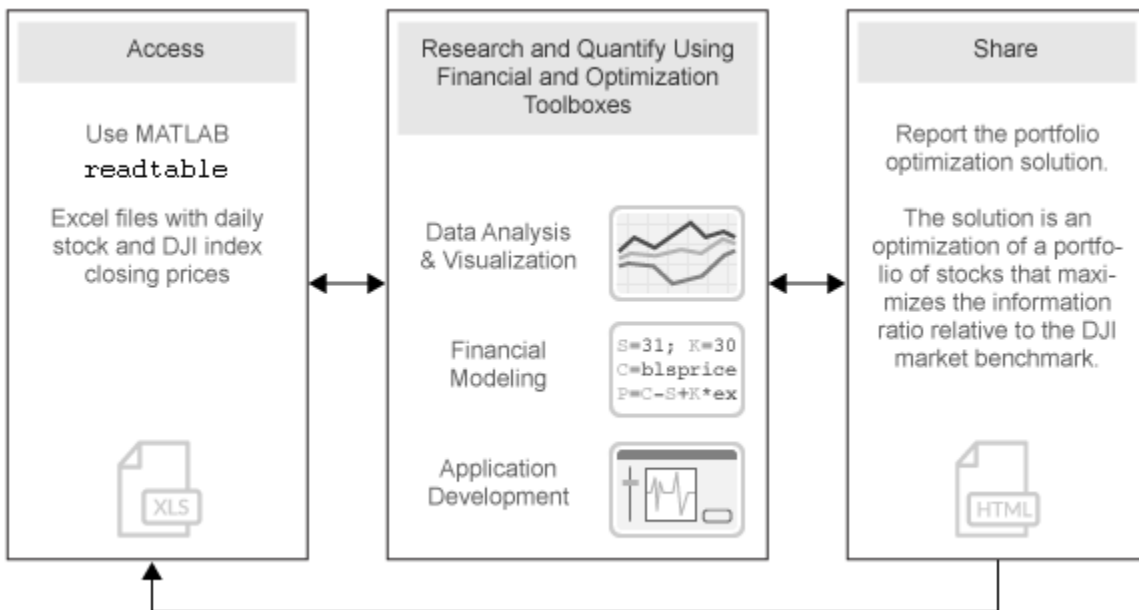 Access
Use MATLAB
readtable
Excel files with daily
stock and DJI index
closing prices
XLS
Research and Quantify Using
Financial and Optimization
Toolboxes
Data Analysis
& Visualization
Financial
Modeling
S=31; K=30
C=blsprice
P=C-S+K*ex
Application
Development
Share
Report the portfolio
optimization solution.
The solution is an
optimization of a portfo-
lio of stocks that maxi-
mizes the information
ratio relative to the DJI
market benchmark.
HTML